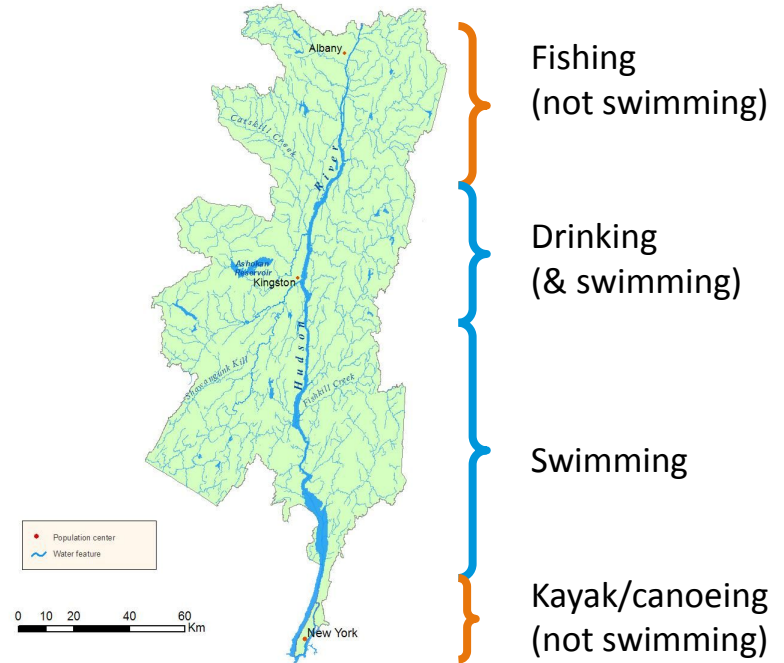 Albany
Catskill Creek
River
Ashokan
Reservoir
Kingston
Hudson
Shawangunk Kill
Fishkill Creek
New York
Population center
Water feature
0 10 20 40 60
Km
Fishing
(not swimming)
Drinking
(& swimming)
Swimming
Kayak/canoeing
(not swimming)